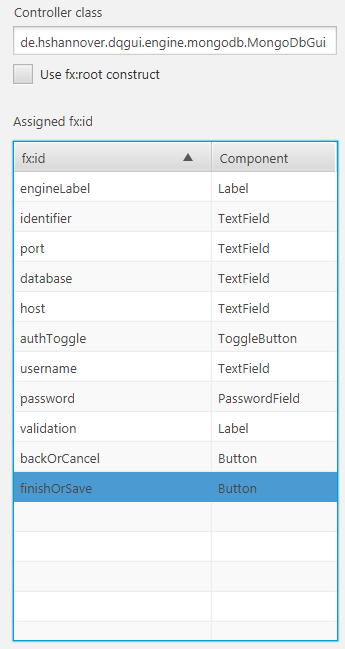 Controller class
de.hshannover.dqgui.engine.mongodb.MongoDbGui
Use fx:root construct
Assigned fx:id
fx:id Component
engineLabel Label
identifier TextField
port TextField
database TextField
host TextField
authToggle ToggleButton
username TextField
password PasswordField
validation Label
backOrCancel Button
finishOrSave Button